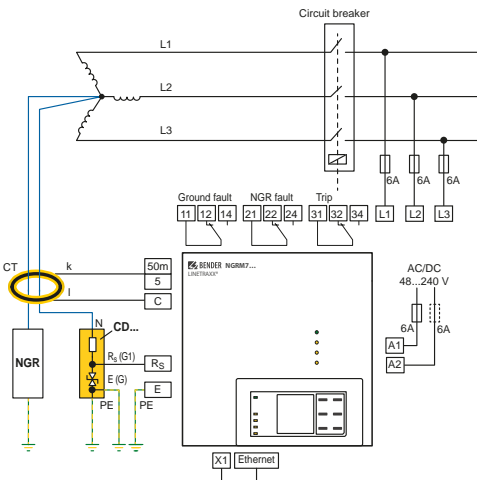 Circuit breaker
L1
L2
L3
6A 6A 6A
L1 L2 L3
Ground fault NGR fault Trip
11 12 14 21 22 24 31 32 34
CT
k
50m
5
l
C
BENDER NGRM7...
LINETRAXX®
AC/DC
48...240 V
6A 6A
A1
A2
N
CD...
NGR
RS (G1)
RS
E (G)
E
PE PE
X1 Ethernet